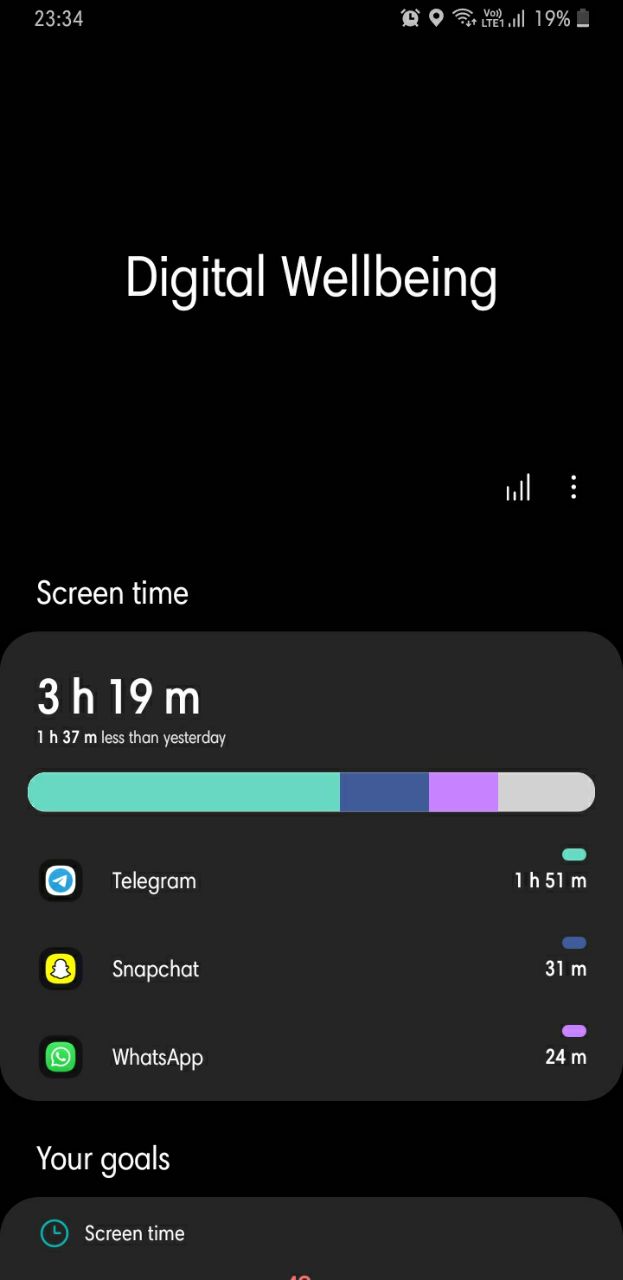 23:34
Vo)) LTE1 19%
Digital Wellbeing
Screen time
3 h 19 m
1 h 37 m less than yesterday
Telegram 1 h 51 m
Snapchat 31 m
WhatsApp 24 m
Your goals
Screen time